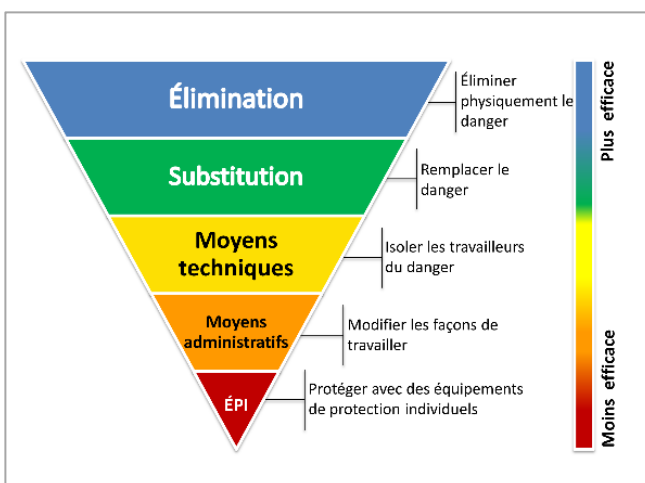 Élimination
Éliminer
physiquement le
danger
Substitution
Remplacer le
danger
Moyens
techniques
Isoler les travailleurs
du danger
Moyens
administratifs
Modifier les façons de
travailler
ÉPI
Protéger avec des équipements
de protection individuels
Plus efficace
Moins efficace